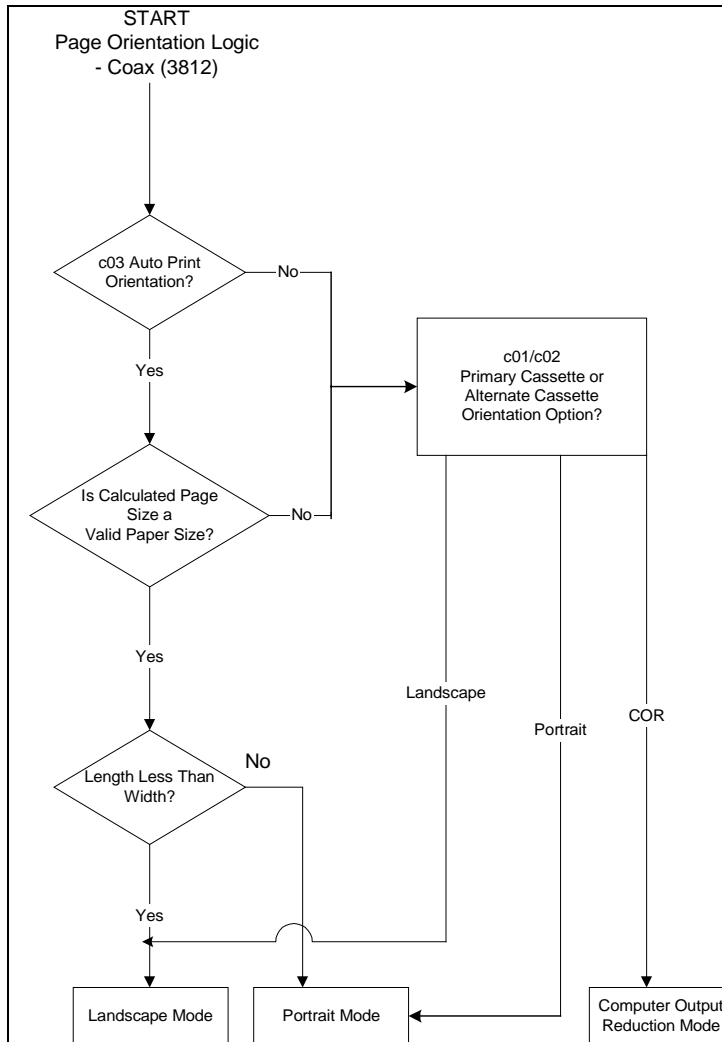 START
Page Orientation Logic
- Coax (3812)
c03 Auto Print
Orientation?
No
Yes
c01/c02
Primary Cassette or
Alternate Cassette
Orientation Option?
Is Calculated Page
Size a
Valid Paper Size?
No
Yes
Landscape
Portrait
COR
Length Less Than
Width?
No
Yes
Landscape Mode
Portrait Mode
Computer Output
Reduction Mode